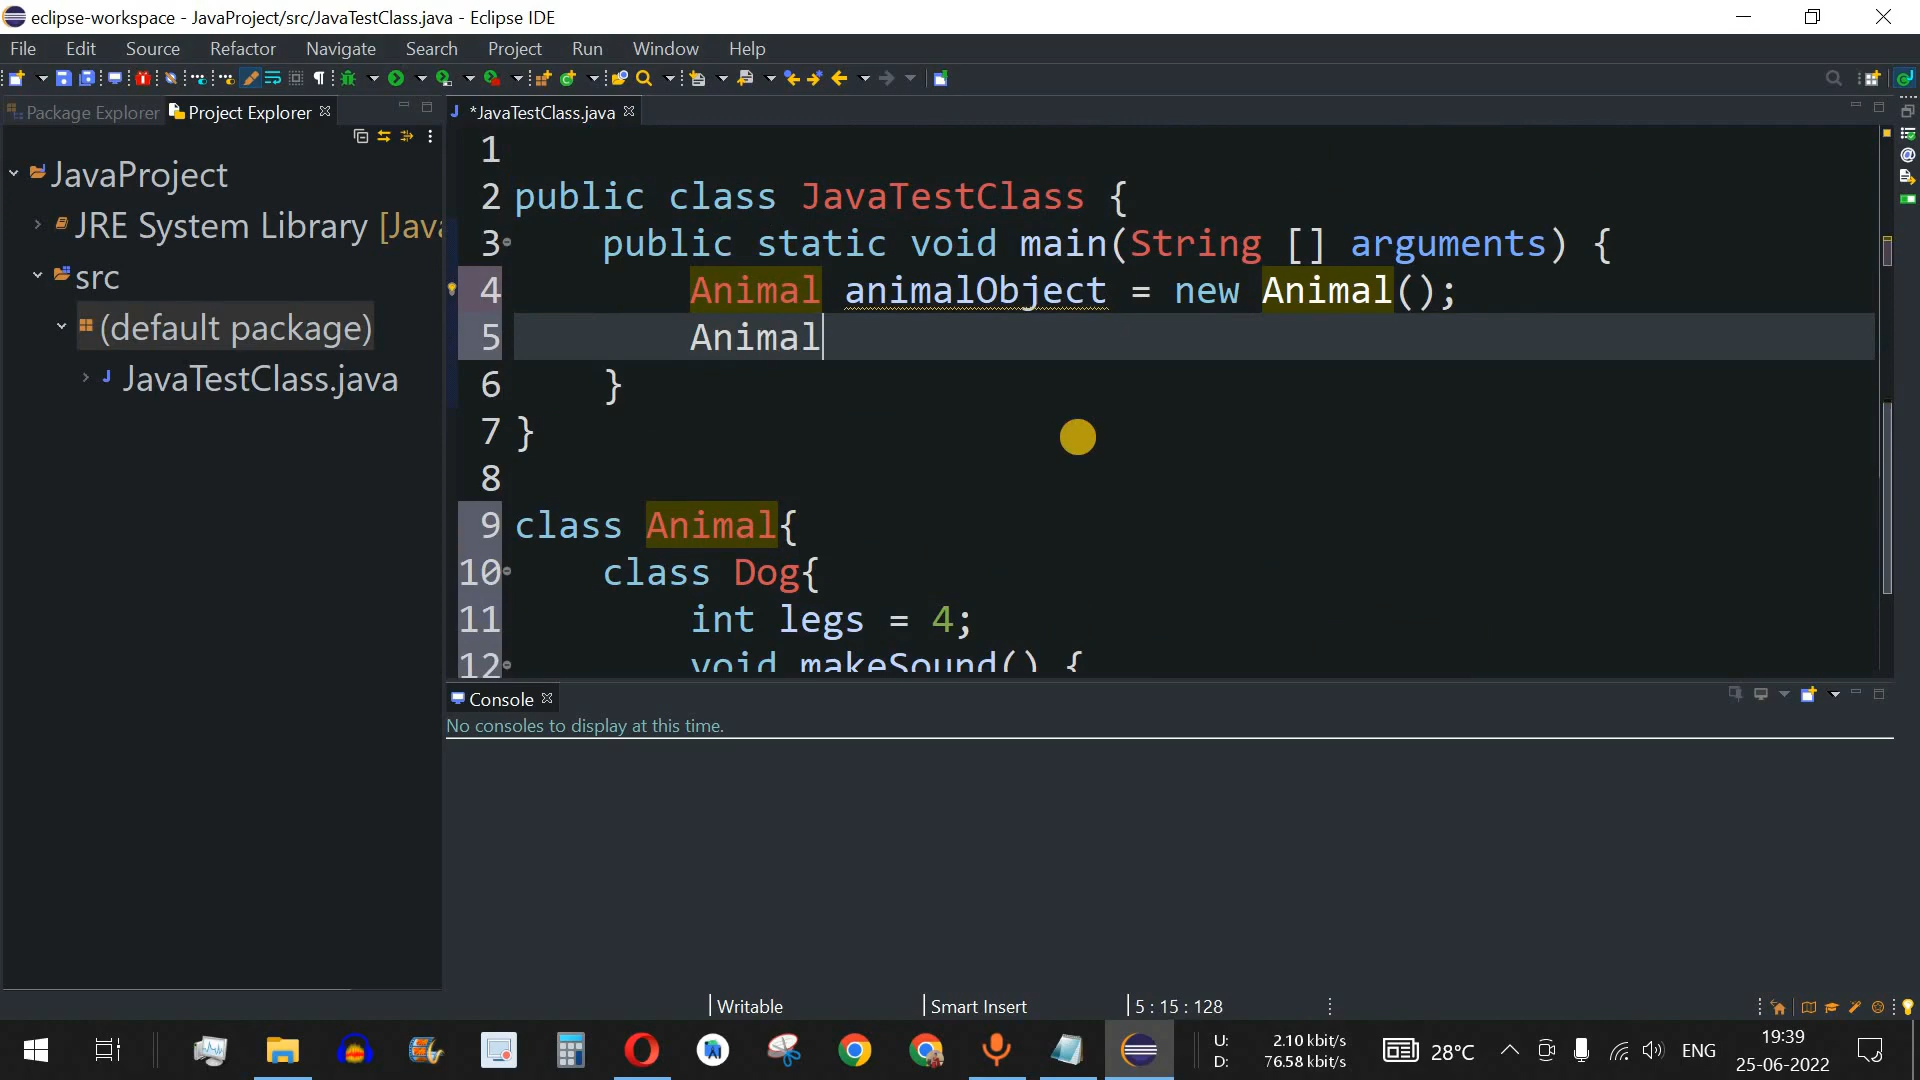 eclipse-workspace - JavaProject/src/JavaTestClass.java - Eclipse IDE
File Edit Source Refactor Navigate Search Project Run Window Help
Package Explorer Project Explorer
*JavaTestClass.java
JavaProject
JRE System Library [Java
src
(default package)
JavaTestClass.java
1
2 public class JavaTestClass {
3 public static void main(String [] arguments) {
4 Animal animalObject = new Animal();
5 Animal
6 }
7 }
8
9 class Animal{
10 class Dog{
11 int legs = 4;
12 void makeSound() {
Console
No consoles to display at this time.
Writable Smart Insert 5 : 15 : 128
U: 2.10 kbit/s
D: 76.58 kbit/s
28°C
ENG
19:39
25-06-2022